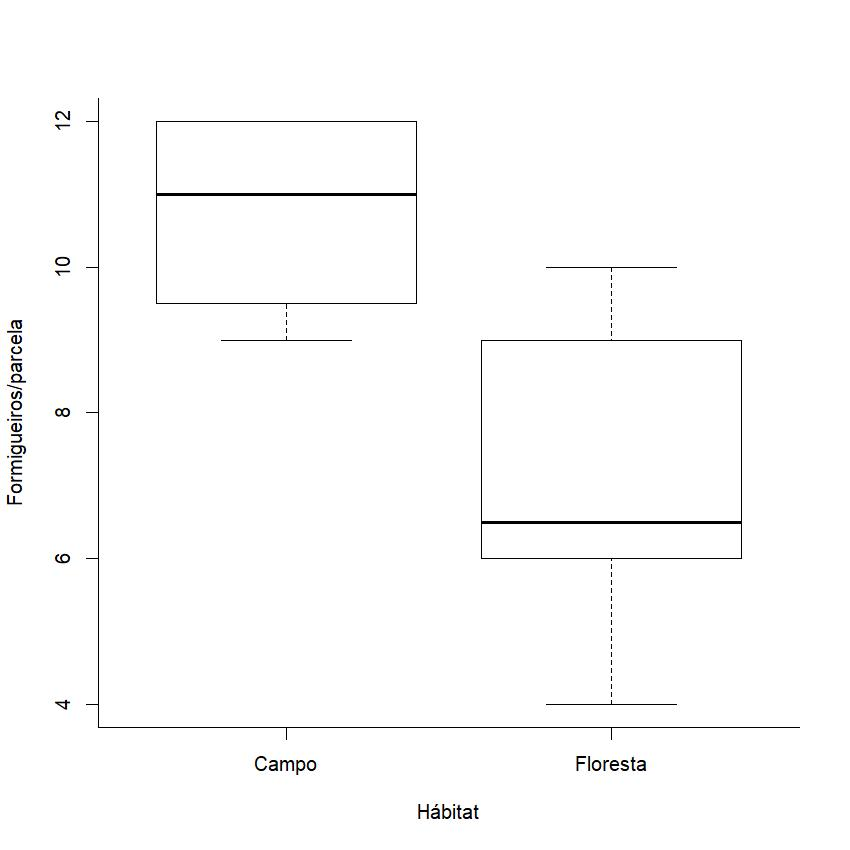 12
10
8
6
4
Formigueiros/parcela
Campo
Floresta
Hábitat